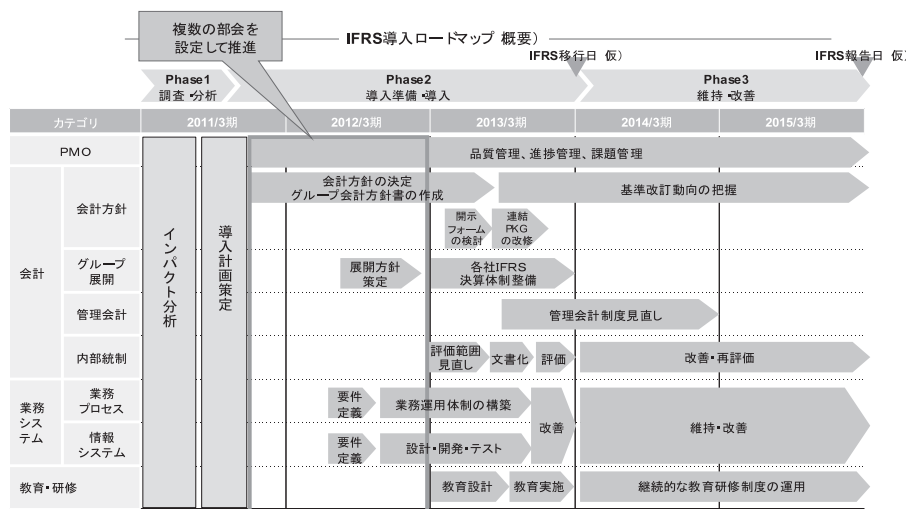 複数の部会を
設定して推進
IFRS導入ロードマップ 概要)
IFRS移行日 仮)
IFRS報告日 仮)
Phase1
調査・分析
Phase2
導入準備・導入
Phase3
維持・改善
カテゴリ
2011/3期
2012/3期
2013/3期
2014/3期
2015/3期
PMO
品質管理、進捗管理、課題管理
インパクト分析
導入計画策定
会計
会計方針
会計方針の決定
グループ会計方針書の作成
基準改訂動向の把握
開示
フォーム
の検討
連結
PKG
の改修
グループ
展開
展開方針
策定
各社IFRS
決算体制整備
管理会計
管理会計制度見直し
内部統制
評価範囲
見直し
文書化
評価
改善・再評価
業務
シス
テム
業務
プロセス
要件
定義
業務運用体制の構築
改善
維持・改善
情報
システム
要件
定義
設計・開発・テスト
教育・研修
教育設計
教育実施
継続的な教育研修制度の運用